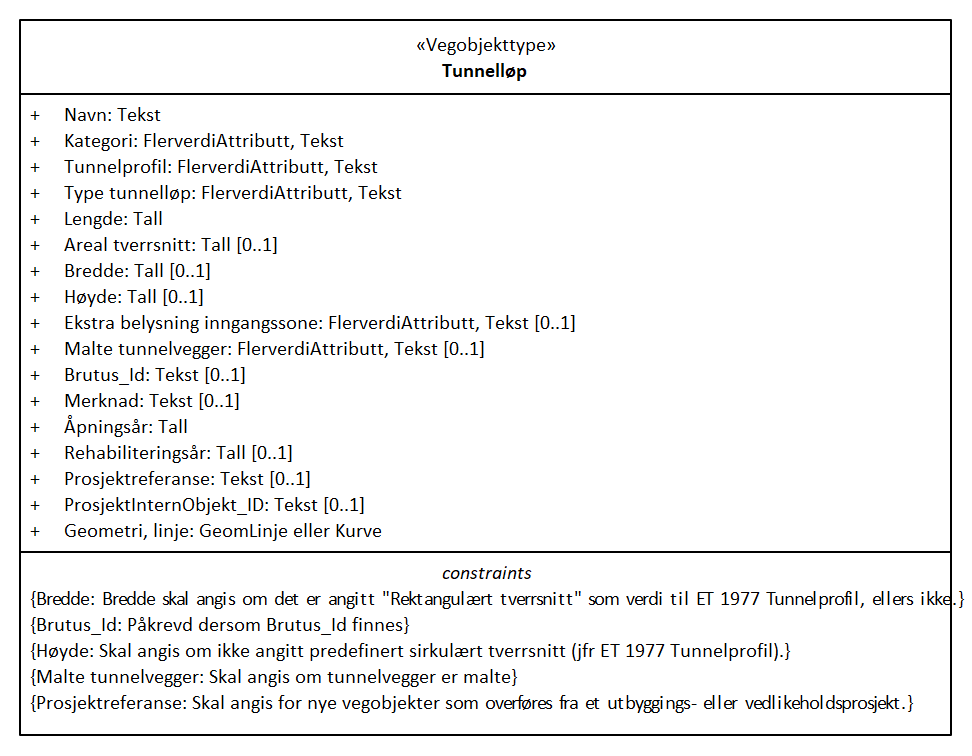 «Vegobjekttype»
Tunnelløp
+ Navn: Tekst
+ Kategori: FlerverdiAttributt, Tekst
+ Tunnelprofil: FlerverdiAttributt, Tekst
+ Type tunnelløp: FlerverdiAttributt, Tekst
+ Lengde: Tall
+ Areal tverrsnitt: Tall [0..1]
+ Bredde: Tall [0..1]
+ Høyde: Tall [0..1]
+ Ekstra belysning inngangssone: FlerverdiAttributt, Tekst [0..1]
+ Malte tunnelvegger: FlerverdiAttributt, Tekst [0..1]
+ Brutus_Id: Tekst [0..1]
+ Merknad: Tekst [0..1]
+ Åpningsår: Tall
+ Rehabiliteringsår: Tall [0..1]
+ Prosjektreferanse: Tekst [0..1]
+ ProsjektInternObjekt_ID: Tekst [0..1]
+ Geometri, linje: GeomLinje eller Kurve
constraints
{Bredde: Bredde skal angis om det er angitt "Rektangulært tverrsnitt" som verdi til ET 1977 Tunnelprofil, ellers ikke.}
{Brutus_Id: Påkrevd dersom Brutus_Id finnes}
{Høyde: Skal angis om ikke angitt predefinert sirkulært tverrsnitt (jfr ET 1977 Tunnelprofil).}
{Malte tunnelvegger: Skal angis om tunnelvegger er malte}
{Prosjektreferanse: Skal angis for nye vegobjekter som overføres fra et utbyggings- eller vedlikeholdsprosjekt.}